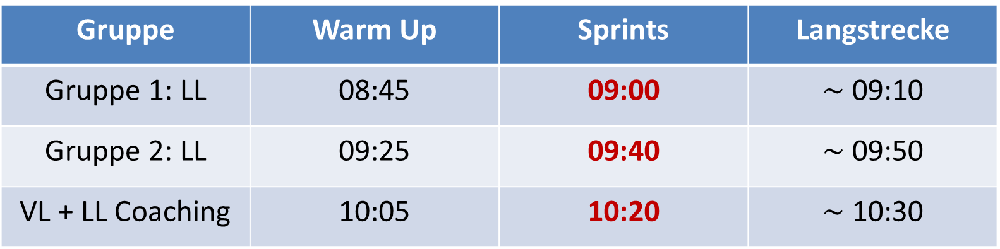 Gruppe Warm Up Sprints Langstrecke
Gruppe 1: LL 08:45 09:00 ~ 09:10
Gruppe 2: LL 09:25 09:40 ~ 09:50
VL + LL Coaching 10:05 10:20 ~ 10:30